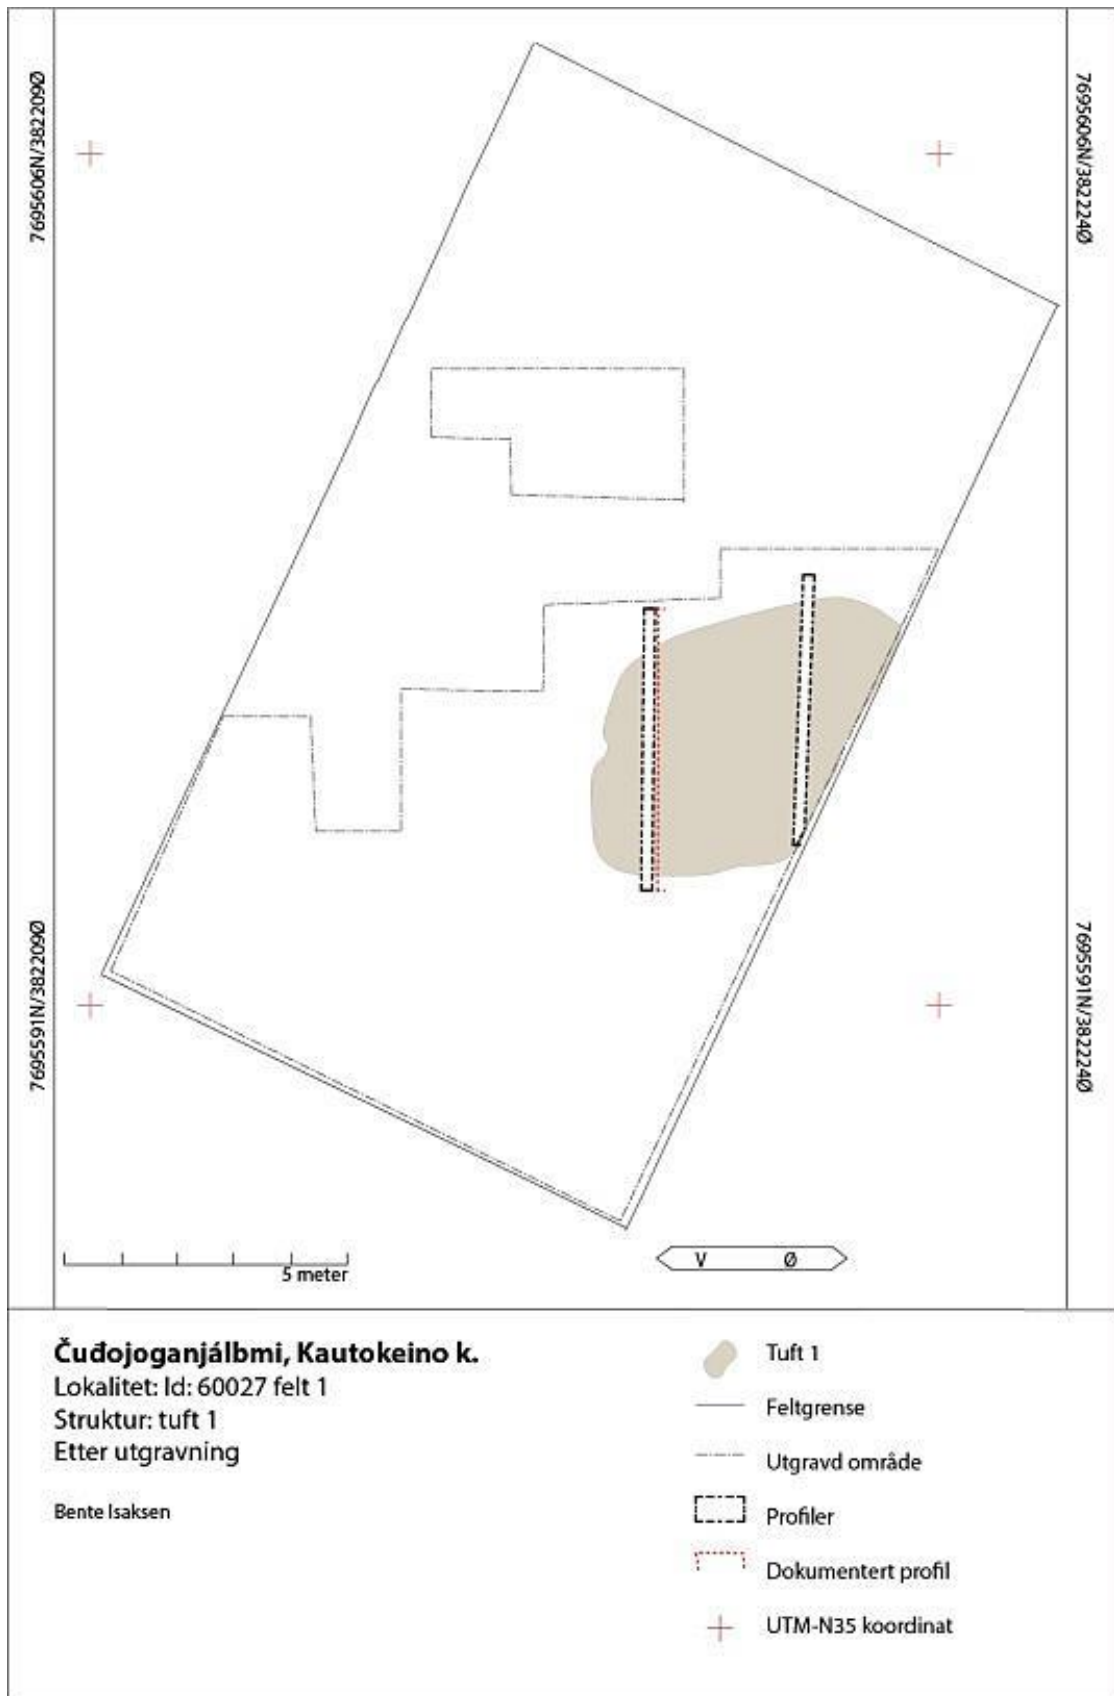 7695606N/382209Ø
7695606N/382224Ø
7695591N/382209Ø
7695591N/382224Ø
5 meter
V Ø
Čuđojoganjálbmi, Kautokeino k.
Lokalitet: Id: 60027 felt 1
Struktur: tuft 1
Etter utgravning
Bente Isaksen
Tuft 1
Feltgrense
Utgravd område
Profiler
Dokumentert profil
UTM-N35 koordinat